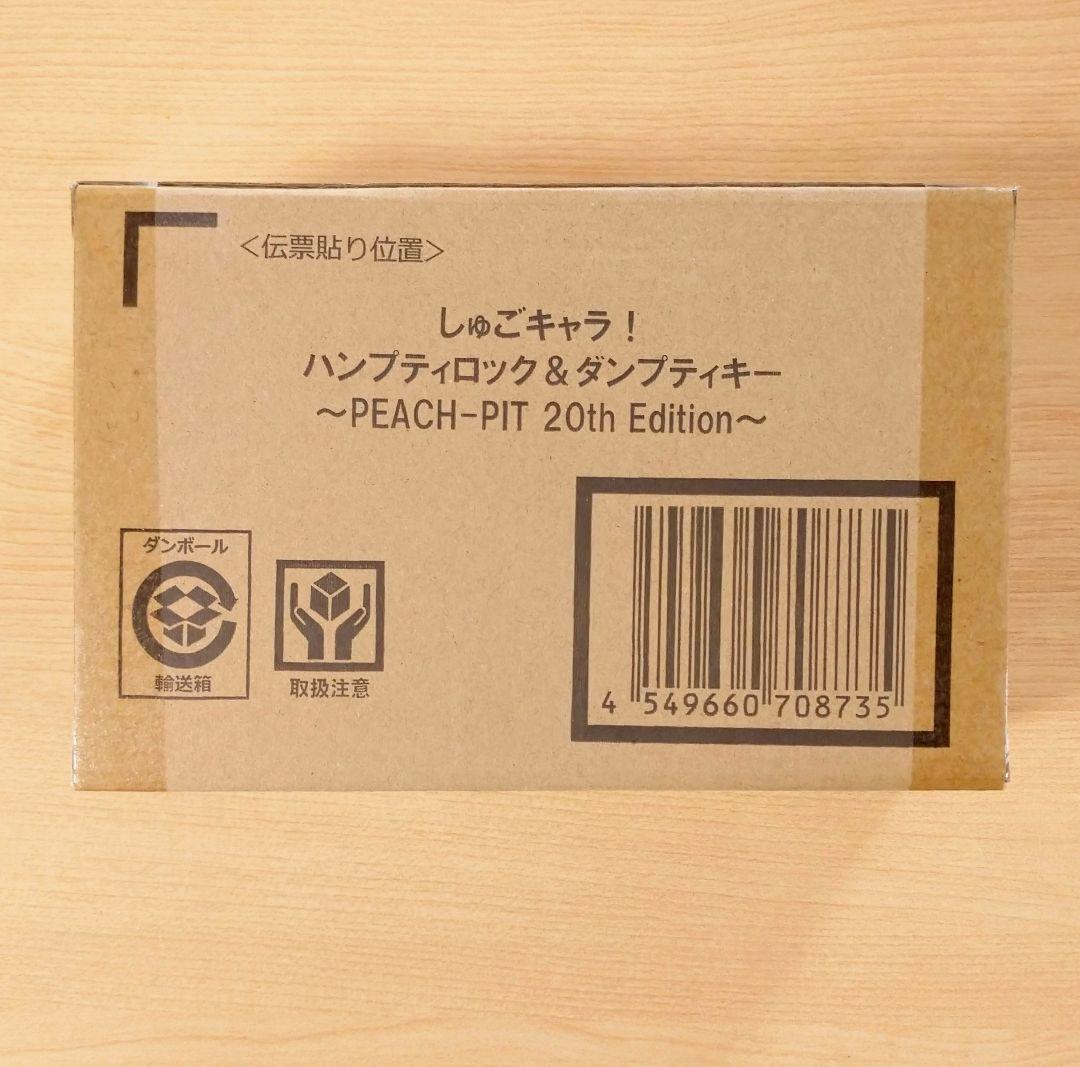 <伝票貼り位置>
しゅごキャラ！
ハンプティロック＆ダンプティキー
～PEACH-PIT 20th Edition～
ダンボール
輸送箱
取扱注意
4 549660 708735